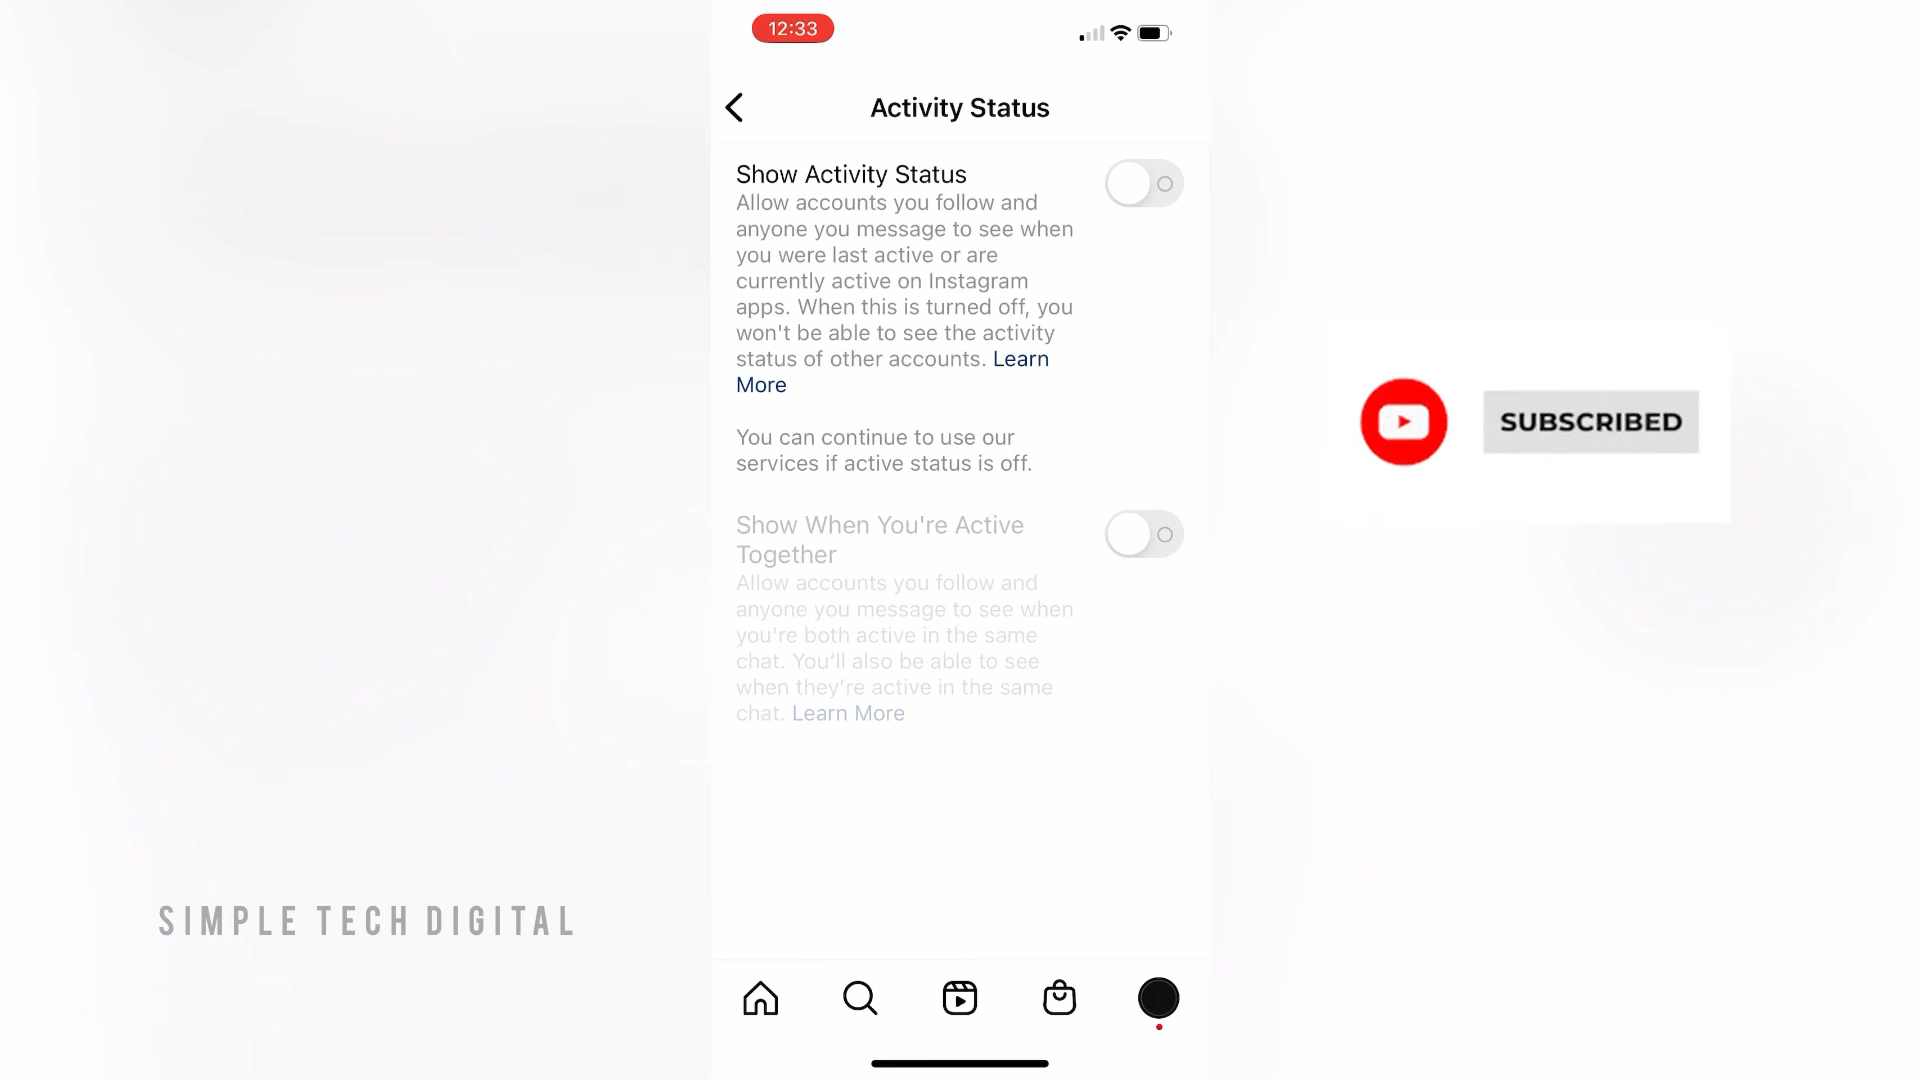 12:33
Activity Status
Show Activity Status
Allow accounts you follow and
anyone you message to see when
you were last active or are
currently active on Instagram
apps. When this is turned off, you
won't be able to see the activity
status of other accounts. Learn
More
You can continue to use our
services if active status is off.
Show When You're Active
Together
Allow accounts you follow and
anyone you message to see when
you're both active in the same
chat. You'll also be able to see
when they're active in the same
chat. Learn More
SUBSCRIBED
SIMPLE TECH DIGITAL